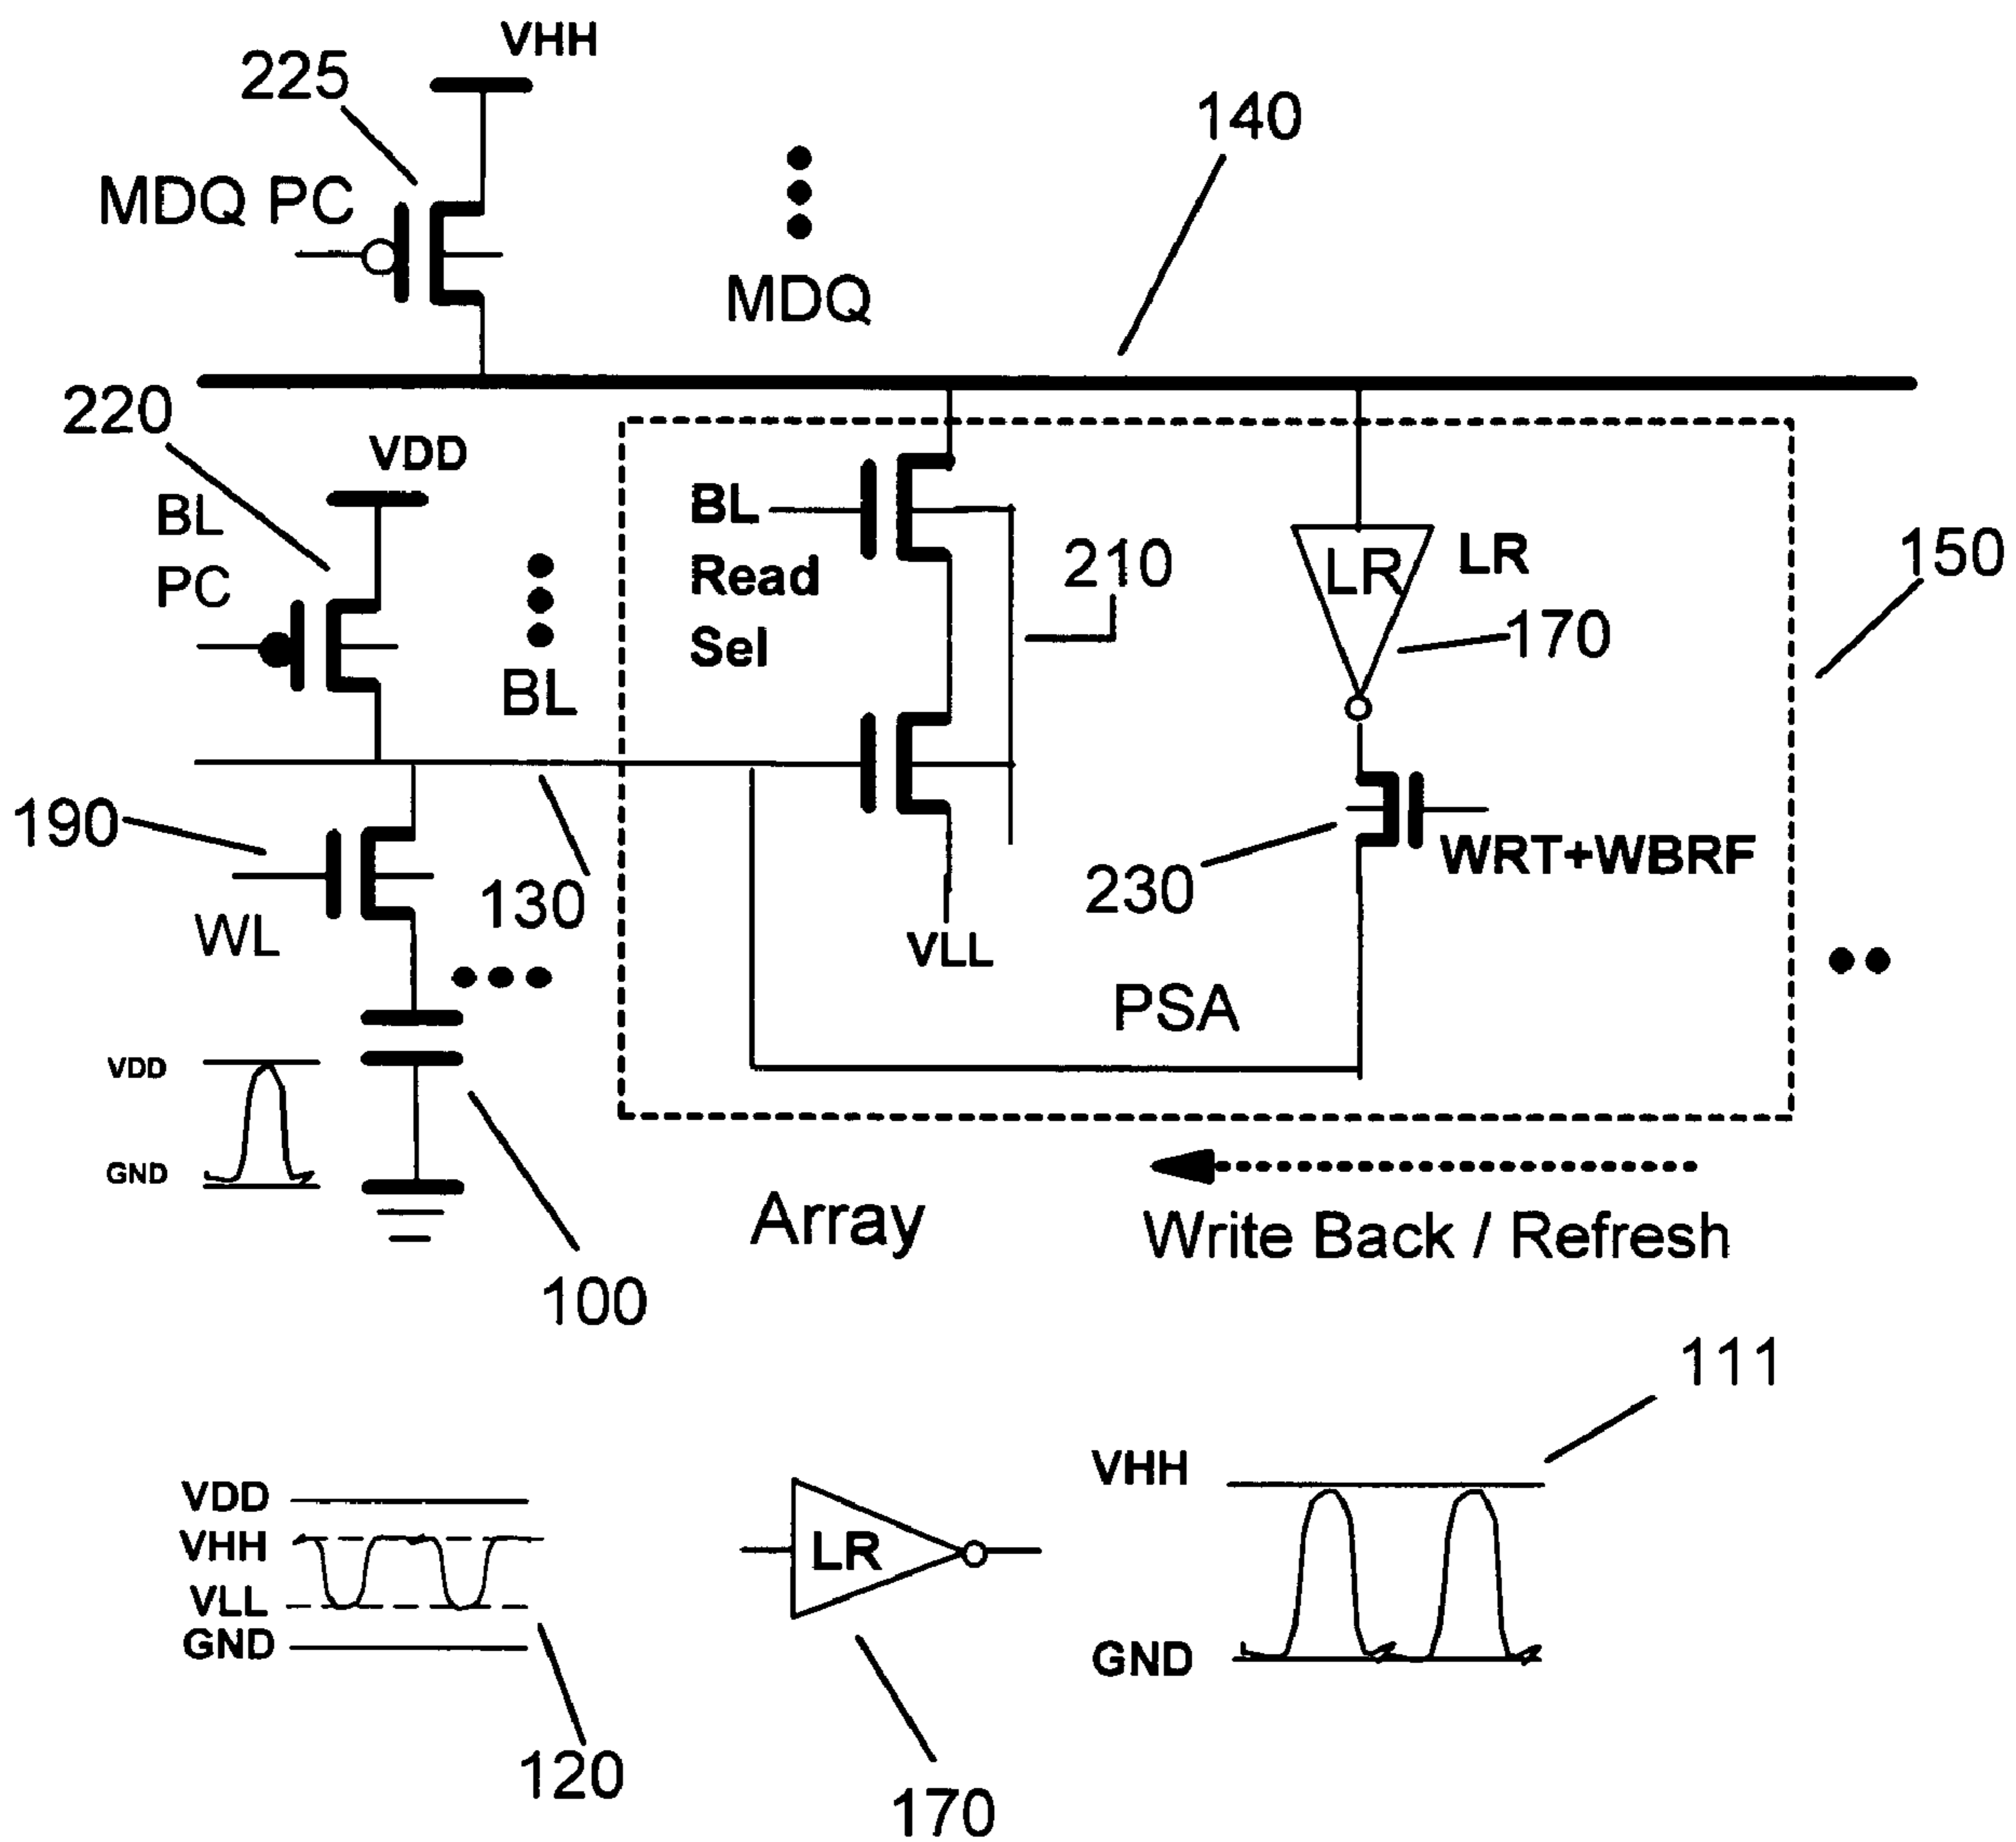 VHH
225
140
MDQ PC
MDQ
220
VDD
BL
PC
BL
Read
Sel
210
LR
LR
150
170
BL
190
130
WL
230
WRT+WBRF
VLL
PSA
VDD
GND
Array
Write Back / Refresh
100
111
VDD
VHH
VLL
GND
LR
VHH
GND
120
170